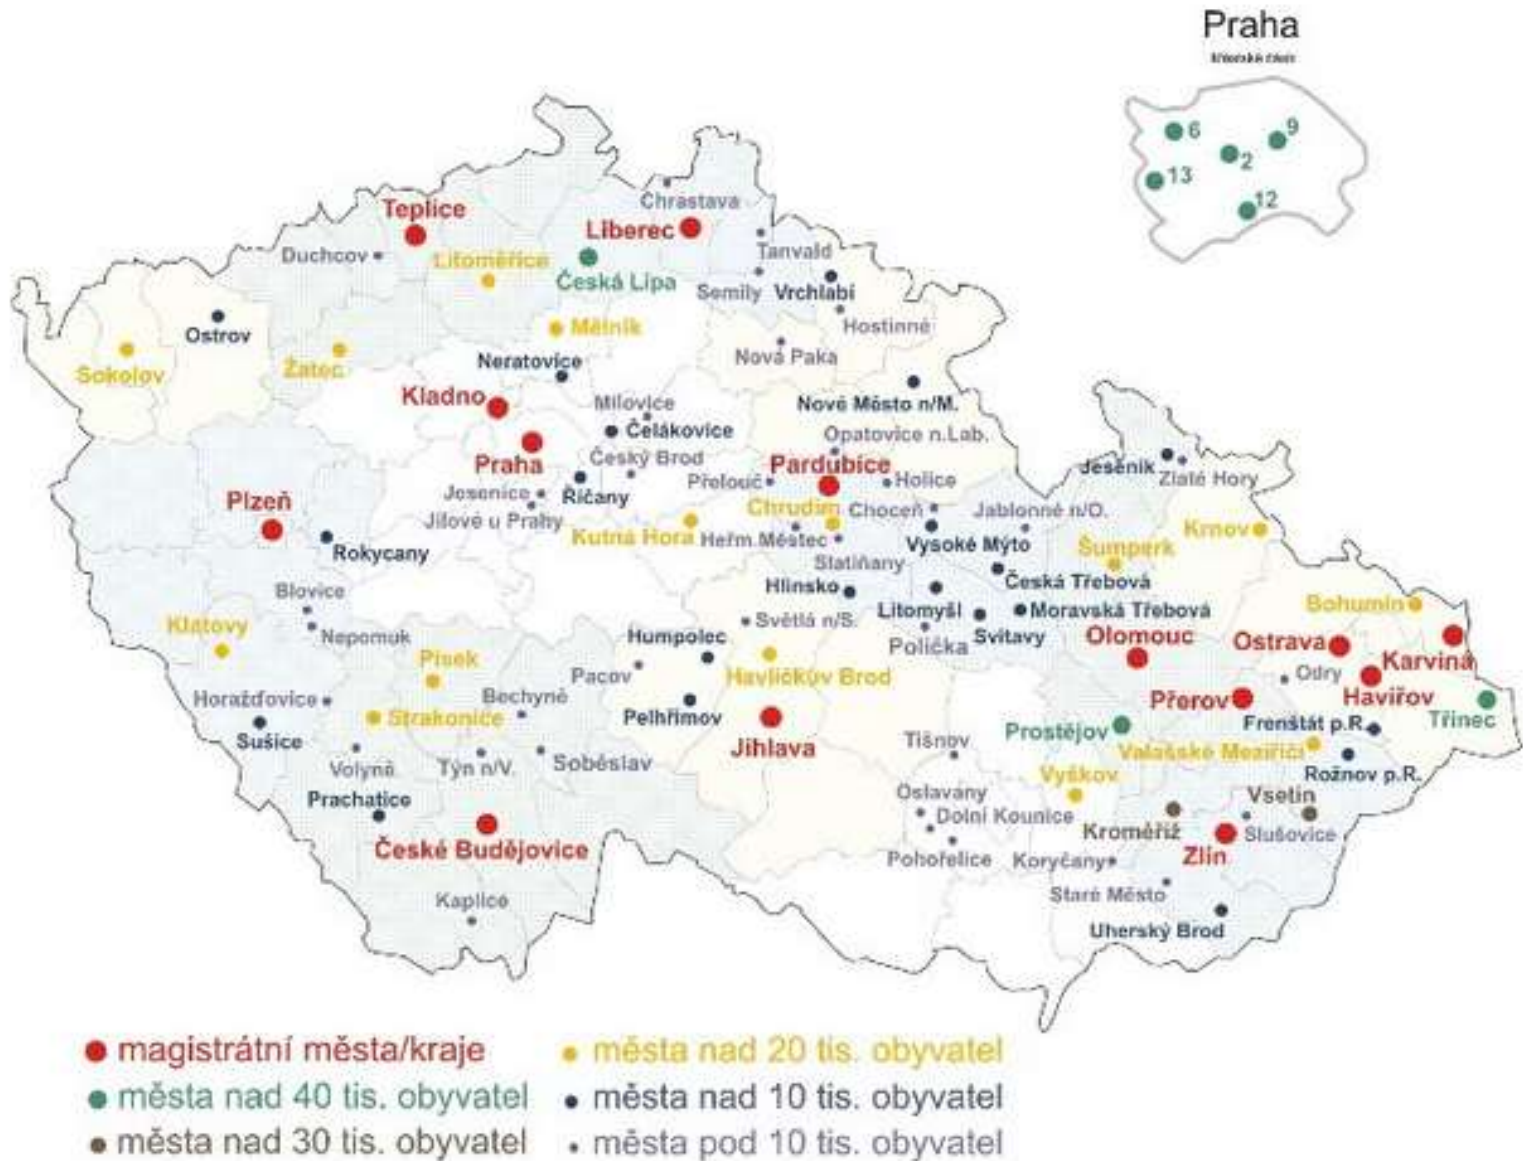 Praha
6
9
2
13
12
Chrastava
Teplice
Liberec
Tanvald
Duchcov
Litoměřice
Česká Lípa
Semily
Vrchlabí
Ostrov
Mělník
Hostinné
Nová Paka
Neratovice
Sokolov
Žatec
Kladno
Milovice
Nové Město n/M.
Čelákovice
Opatovice n.Lab.
Praha
Český Brod
Pardubice
Jeseník
Přelouč
Holice
Zlaté Hory
Jesenice
Říčany
Plzeň
Chrudim
Choceň
Jablonné n/O.
Jílové u Prahy
Krnov
Kutná Hora
Heřm.Městec
Vysoké Mýto
Šumperk
Rokycany
Slatiňany
Hlinsko
Česká Třebová
Blovice
Litomyšl
Moravská Třebová
Bohumín
Klatovy
Nepomuk
Humpolec
Světlá n/S.
Svitavy
Polička
Olomouc
Ostrava
Karviná
Písek
Pacov
Havlíčkův Brod
Odry
Havířov
Horažďovice
Bechyně
Přerov
Strakonice
Pelhřimov
Třinec
Sušice
Jihlava
Prostějov
Frenštát p.R.
Tišnov
Valašské Meziříčí
Volyně
Týn n/V.
Soběslav
Rožnov p.R.
Vyškov
Prachatice
Oslavány
Vsetín
Dolní Kounice
Kroměříž
Slušovice
České Budějovice
Pohořelice
Koryčany
Zlín
Staré Město
Kaplice
Uherský Brod
magistrátní města/kraje
města nad 20 tis. obyvatel
města nad 40 tis. obyvatel
města nad 10 tis. obyvatel
města nad 30 tis. obyvatel
města pod 10 tis. obyvatel